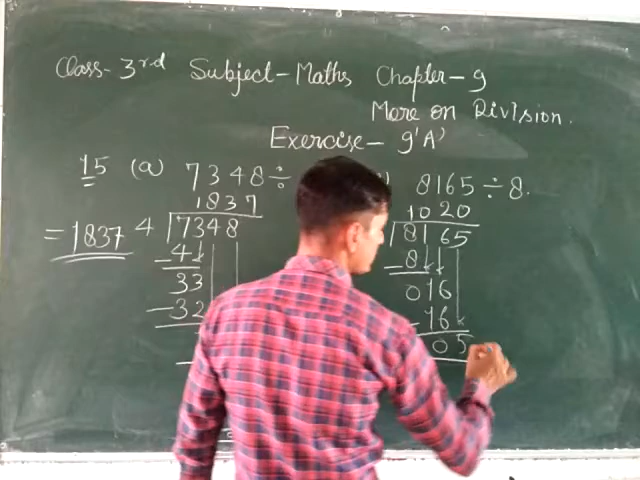 Class-3rd Subject-Maths Chapter-9
More on Division.
Exercise-9'A'
15 (a) 7348÷
1837
=1837 4 7348
-4
33
-32
) 8165÷8.
1020
8165
8
016
-16
05